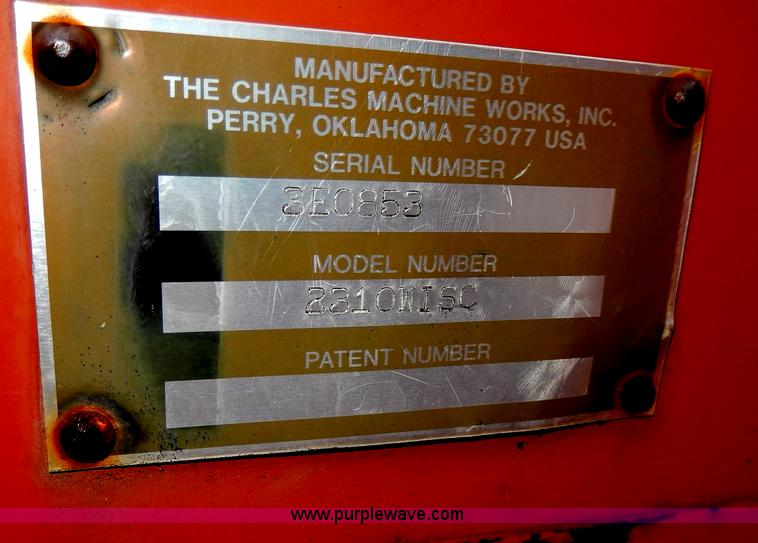 MANUFACTURED BY
THE CHARLES MACHINE WORKS, INC.
PERRY, OKLAHOMA 73077 USA
SERIAL NUMBER
3E0853
MODEL NUMBER
2310MISC
PATENT NUMBER
www.purplewave.com